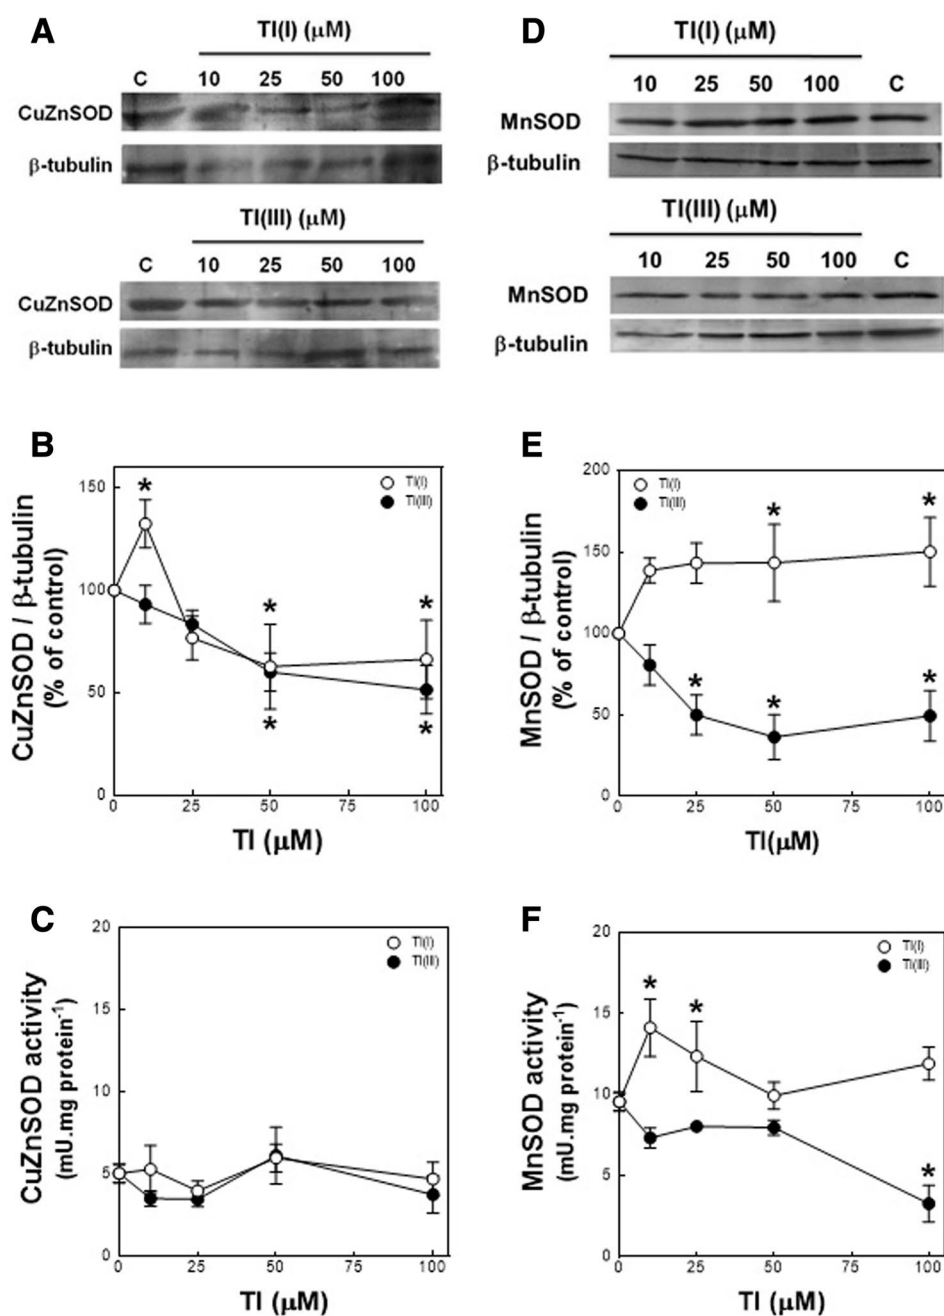 A
Tl(I) (μM)
C 10 25 50 100
CuZnSOD
β-tubulin
Tl(III) (μM)
C 10 25 50 100
CuZnSOD
β-tubulin
D
Tl(I) (μM)
10 25 50 100 C
MnSOD
β-tubulin
Tl(III) (μM)
10 25 50 100 C
MnSOD
β-tubulin
B
CuZnSOD / β-tubulin
(% of control)
150
100
50
0
Tl(I)
Tl(III)
*
* *
* *
0 25 50 75 100
Tl (μM)
E
MnSOD / β-tubulin
(% of control)
200
150
100
50
0
Tl(I)
Tl(III)
* *
* * *
0 25 50 75 100
Tl(μM)
C
CuZnSOD activity
(mU.mg protein-1)
20
15
10
5
0
Tl(I)
Tl(III)
0 25 50 75 100
Tl (μM)
F
MnSOD activity
(mU.mg protein-1)
20
15
10
5
0
Tl(I)
Tl(III)
* *
*
0 25 50 75 100
Tl (μM)